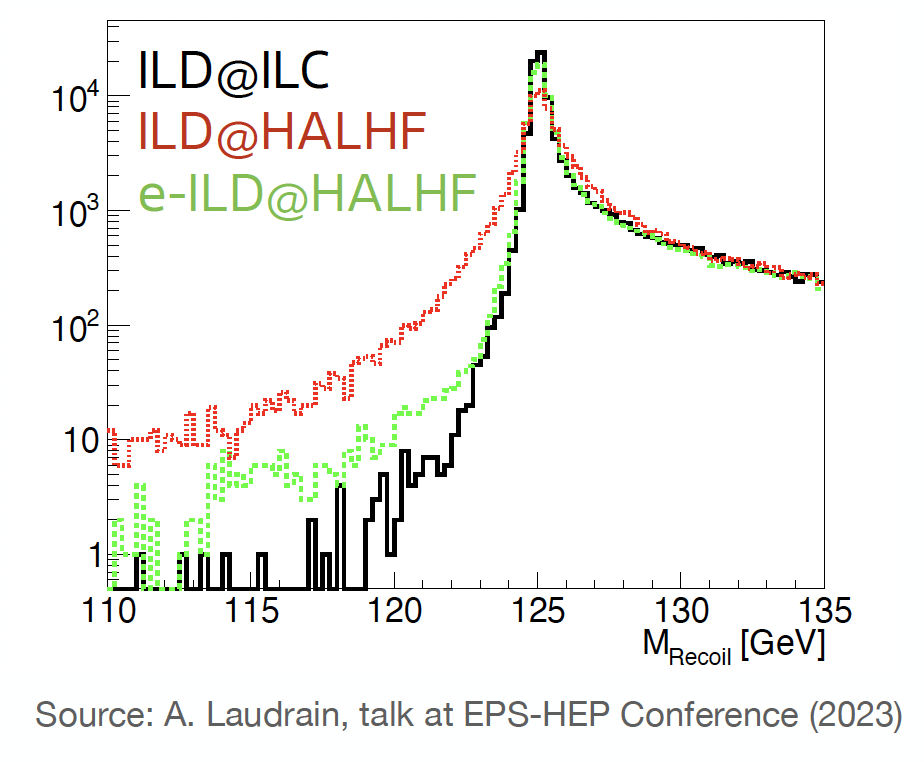 ILD@ILC
ILD@HALHF
e-ILD@HALHF
10⁴
10³
10²
10
1
110 115 120 125 130 135
M_Recoil [GeV]
Source: A. Laudrain, talk at EPS-HEP Conference (2023)